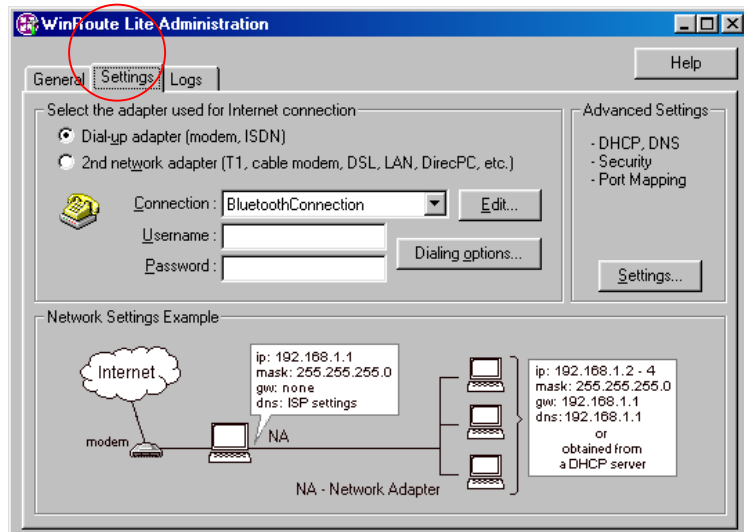 WinRoute Lite Administration
Help
General Settings Logs
Select the adapter used for Internet connection
Dial-up adapter (modem, ISDN)
2nd network adapter (T1, cable modem, DSL, LAN, DirecPC, etc.)
Connection : BluetoothConnection Edit...
Username :
Password :
Dialing options...
Advanced Settings
- DHCP, DNS
- Security
- Port Mapping
Settings...
Network Settings Example
Internet
modem
ip: 192.168.1.1
mask: 255.255.255.0
gw: none
dns: ISP settings
NA
NA - Network Adapter
ip: 192.168.1.2 - 4
mask: 255.255.255.0
gw: 192.168.1.1
dns: 192.168.1.1
or
obtained from
a DHCP server